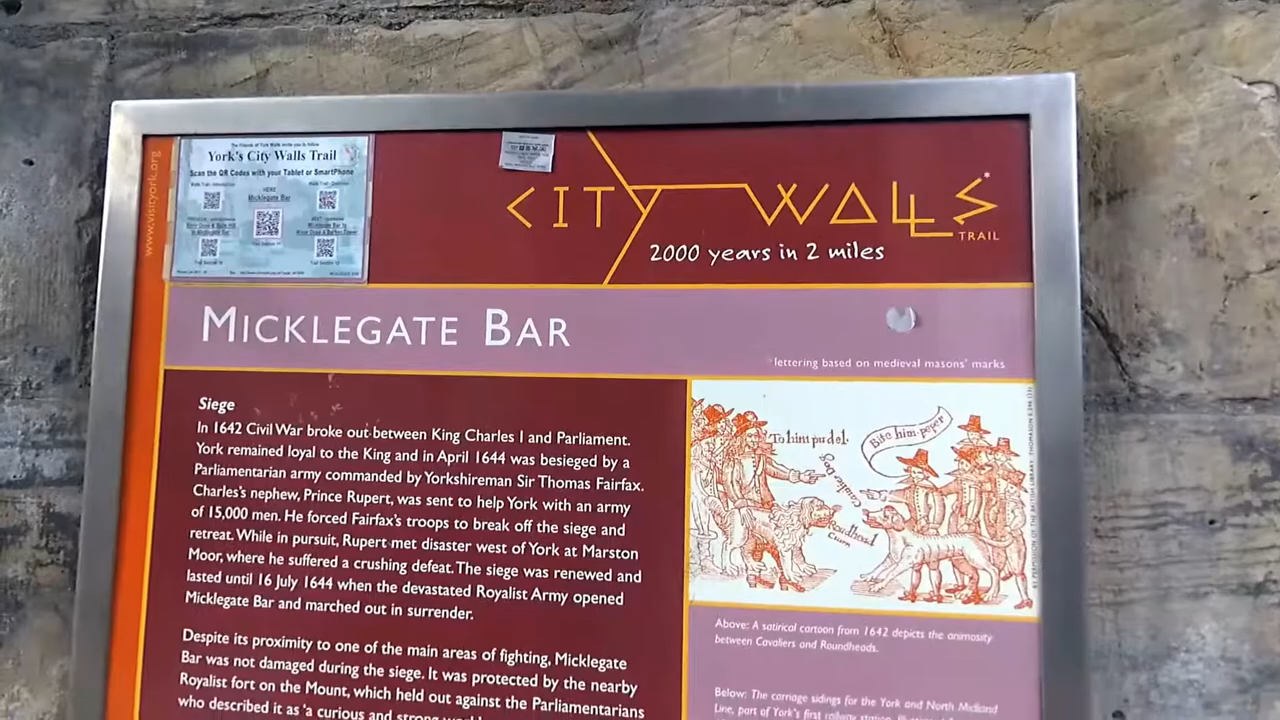 www.visityork.org
The Friends of York Walls invite you to follow
York's City Walls Trail
Scan the QR Codes with your Tablet or SmartPhone
HERE
Micklegate Bar
CITY WALLS*
TRAIL
2000 years in 2 miles
MICKLEGATE BAR
*lettering based on medieval masons' marks
Siege
In 1642 Civil War broke out between King Charles I and Parliament.
York remained loyal to the King and in April 1644 was besieged by a
Parliamentarian army commanded by Yorkshireman Sir Thomas Fairfax.
Charles's nephew, Prince Rupert, was sent to help York with an army
of 15,000 men. He forced Fairfax's troops to break off the siege and
retreat. While in pursuit, Rupert met disaster west of York at Marston
Moor, where he suffered a crushing defeat. The siege was renewed and
lasted until 16 July 1644 when the devastated Royalist Army opened
Micklegate Bar and marched out in surrender.
Despite its proximity to one of the main areas of fighting, Micklegate
Bar was not damaged during the siege. It was protected by the nearby
Royalist fort on the Mount, which held out against the Parliamentarians
who described it as 'a curious and strong
To him pudel
Bite him peper
Above: A satirical cartoon from 1642 depicts the animosity
between Cavaliers and Roundheads.
Below: The carriage sidings for the York and North Midland
Line, part of York's first railway station,